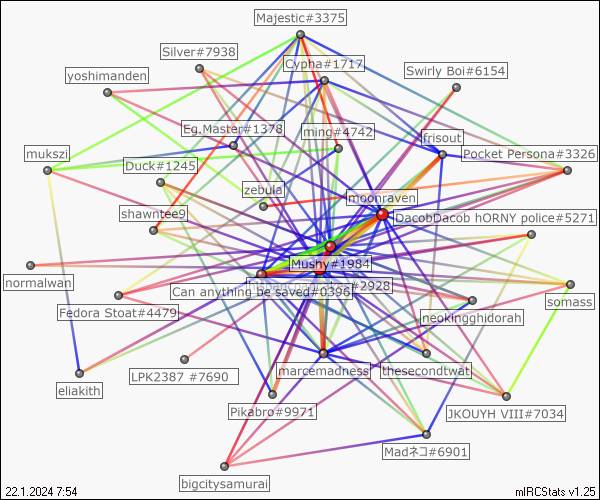 Majestic#3375
Silver#7938
Cypha#1717
Swirly Boi#6154
yoshimanden
Eg.Master#1378
ming#4742
frisout
mukszi
Duck#1245
Pocket Persona#3326
zebula
moonraven
shawntee9
DacobDacob hORNY police#5271
Mushy#1984
normalwan
Can anything be saved#0396
#2928
somass
Fedora Stoat#4479
neokingghidorah
LPK2387 #7690
marcemadness
thesecondtwat
eliakith
Pikabro#9971
JKOUYH VIII#7034
Madネコ#6901
bigcitysamurai
22.1.2024 7:54
mIRCStats v1.25